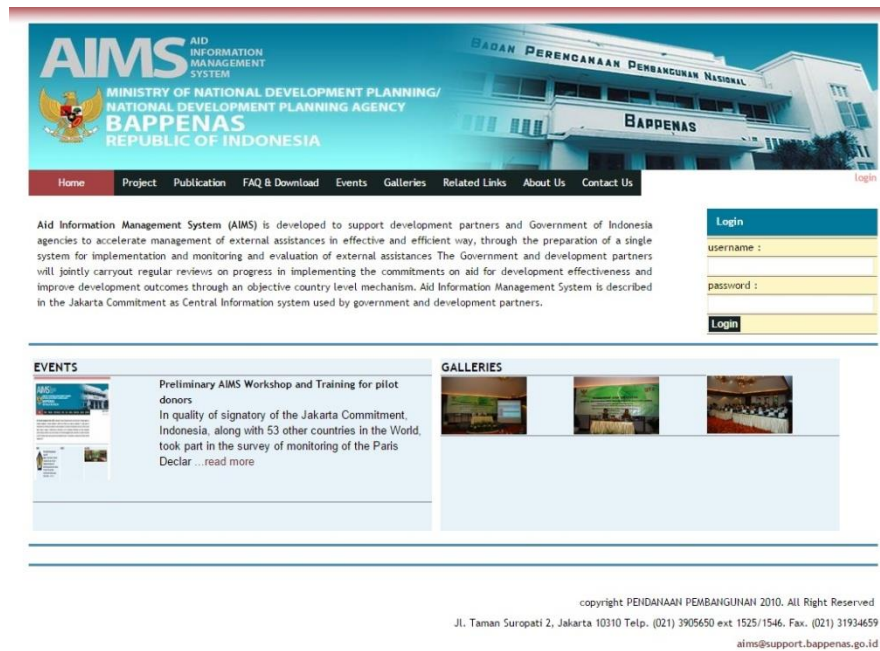 AIMS
AID
INFORMATION
MANAGEMENT
SYSTEM
MINISTRY OF NATIONAL DEVELOPMENT PLANNING/
NATIONAL DEVELOPMENT PLANNING AGENCY
BAPPENAS
REPUBLIC OF INDONESIA
BADAN PERENCANAAN PEMBANGUNAN NASIONAL
BAPPENAS
Home Project Publication FAQ & Download Events Galleries Related Links About Us Contact Us
login
Aid Information Management System (AIMS) is developed to support development partners and Government of Indonesia
agencies to accelerate management of external assistances in effective and efficient way, through the preparation of a single
system for implementation and monitoring and evaluation of external assistances The Government and development partners
will jointly carryout regular reviews on progress in implementing the commitments on aid for development effectiveness and
improve development outcomes through an objective country level mechanism. Aid Information Management System is described
in the Jakarta Commitment as Central Information system used by government and development partners.
Login
username :
password :
Login
EVENTS
Preliminary AIMS Workshop and Training for pilot
donors
In quality of signatory of the Jakarta Commitment,
Indonesia, along with 53 other countries in the World,
took part in the survey of monitoring of the Paris
Declar ...read more
GALLERIES
copyright PENDANAAN PEMBANGUNAN 2010. All Right Reserved
Jl. Taman Suropati 2, Jakarta 10310 Telp. (021) 3905650 ext 1525/1546. Fax. (021) 31934659
aims@support.bappenas.go.id